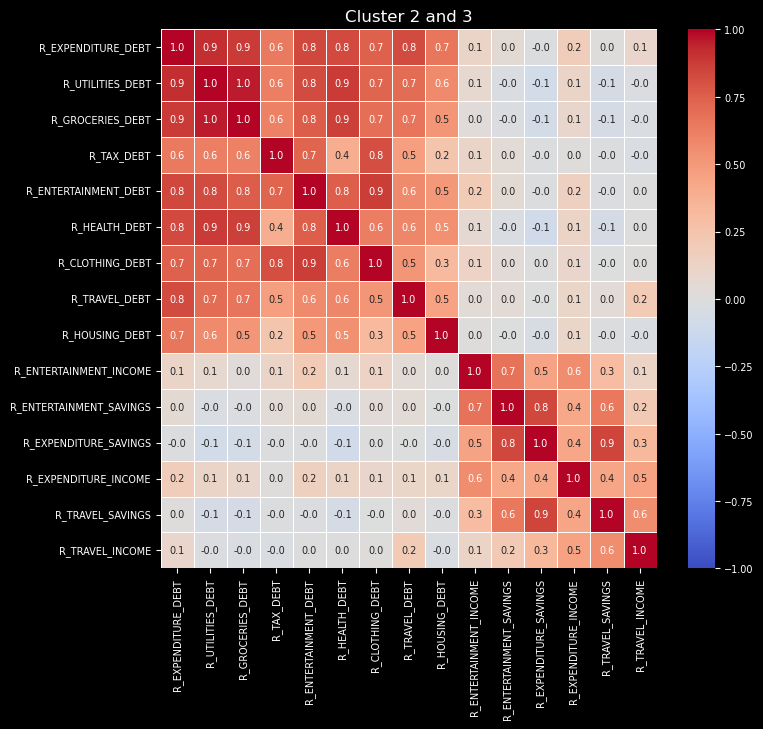 Cluster 2 and 3
R_EXPENDITURE_DEBT 1.0 0.9 0.9 0.6 0.8 0.8 0.7 0.8 0.7 0.1 0.0 -0.0 0.2 0.0 0.1
R_UTILITIES_DEBT 0.9 1.0 1.0 0.6 0.8 0.9 0.7 0.7 0.6 0.1 -0.0 -0.1 0.1 -0.1 -0.0
R_GROCERIES_DEBT 0.9 1.0 1.0 0.6 0.8 0.9 0.7 0.7 0.5 0.0 -0.0 -0.1 0.1 -0.1 -0.0
R_TAX_DEBT 0.6 0.6 0.6 1.0 0.7 0.4 0.8 0.5 0.2 0.1 0.0 -0.0 0.0 -0.0 -0.0
R_ENTERTAINMENT_DEBT 0.8 0.8 0.8 0.7 1.0 0.8 0.9 0.6 0.5 0.2 0.0 -0.0 0.2 -0.0 0.0
R_HEALTH_DEBT 0.8 0.9 0.9 0.4 0.8 1.0 0.6 0.6 0.5 0.1 -0.0 -0.1 0.1 -0.1 0.0
R_CLOTHING_DEBT 0.7 0.7 0.7 0.8 0.9 0.6 1.0 0.5 0.3 0.1 0.0 0.0 0.1 -0.0 0.0
R_TRAVEL_DEBT 0.8 0.7 0.7 0.5 0.6 0.6 0.5 1.0 0.5 0.0 0.0 -0.0 0.1 0.0 0.2
R_HOUSING_DEBT 0.7 0.6 0.5 0.2 0.5 0.5 0.3 0.5 1.0 0.0 -0.0 -0.0 0.1 -0.0 -0.0
R_ENTERTAINMENT_INCOME 0.1 0.1 0.0 0.1 0.2 0.1 0.1 0.0 0.0 1.0 0.7 0.5 0.6 0.3 0.1
R_ENTERTAINMENT_SAVINGS 0.0 -0.0 -0.0 0.0 0.0 -0.0 0.0 0.0 -0.0 0.7 1.0 0.8 0.4 0.6 0.2
R_EXPENDITURE_SAVINGS -0.0 -0.1 -0.1 -0.0 -0.0 -0.1 0.0 -0.0 -0.0 0.5 0.8 1.0 0.4 0.9 0.3
R_EXPENDITURE_INCOME 0.2 0.1 0.1 0.0 0.2 0.1 0.1 0.1 0.1 0.6 0.4 0.4 1.0 0.4 0.5
R_TRAVEL_SAVINGS 0.0 -0.1 -0.1 -0.0 -0.0 -0.1 -0.0 0.0 -0.0 0.3 0.6 0.9 0.4 1.0 0.6
R_TRAVEL_INCOME 0.1 -0.0 -0.0 -0.0 0.0 0.0 0.0 0.2 -0.0 0.1 0.2 0.3 0.5 0.6 1.0
R_EXPENDITURE_DEBT
R_UTILITIES_DEBT
R_GROCERIES_DEBT
R_TAX_DEBT
R_ENTERTAINMENT_DEBT
R_HEALTH_DEBT
R_CLOTHING_DEBT
R_TRAVEL_DEBT
R_HOUSING_DEBT
R_ENTERTAINMENT_INCOME
R_ENTERTAINMENT_SAVINGS
R_EXPENDITURE_SAVINGS
R_EXPENDITURE_INCOME
R_TRAVEL_SAVINGS
R_TRAVEL_INCOME
1.00
0.75
0.50
0.25
0.00
−0.25
−0.50
−0.75
−1.00